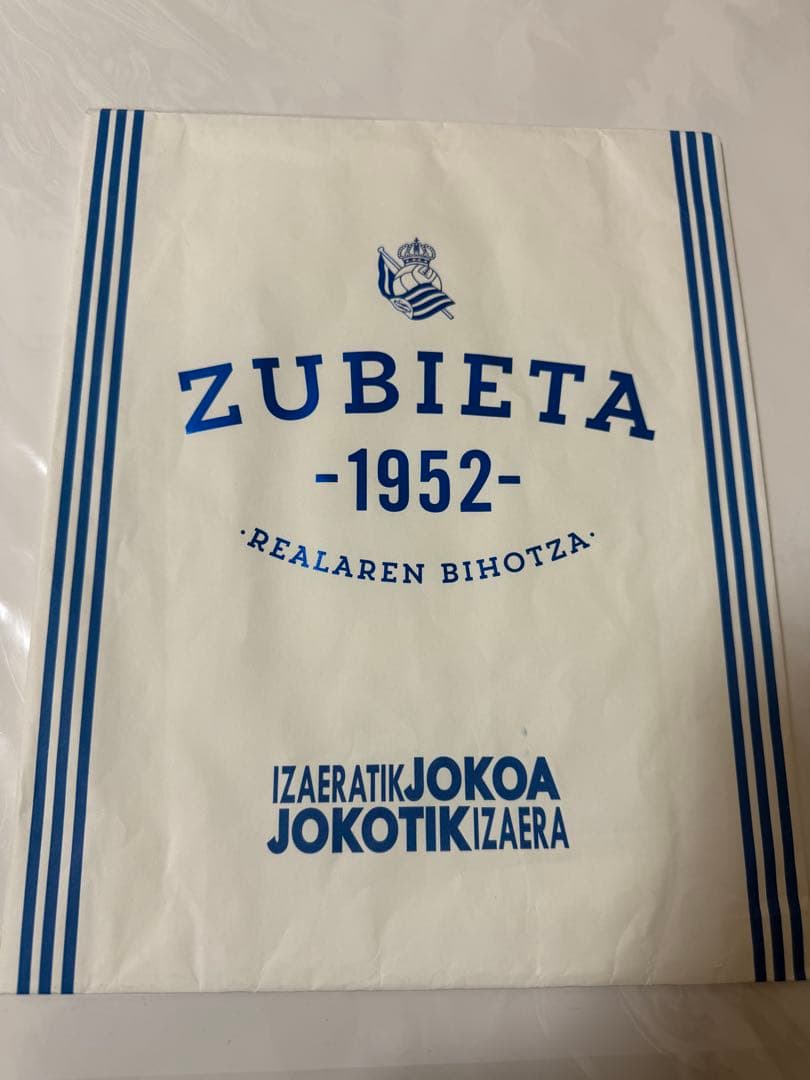 ZUBIETA
-1952-
·REALAREN BIHOTZA·
IZAERATIKJOKOA
JOKOTIKIZAERA